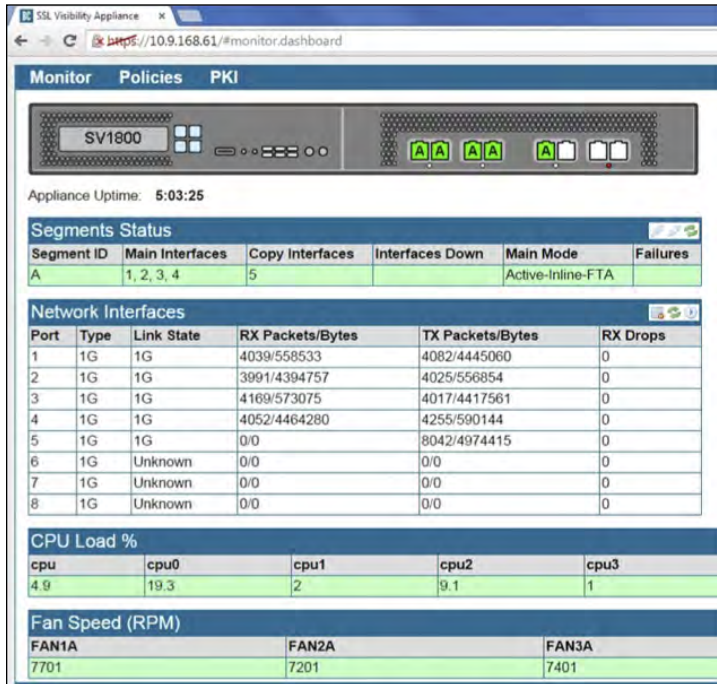 SSL Visibility Appliance
https://10.9.168.61/#monitor.dashboard
Monitor Policies PKI
SV1800
A A A A A
Appliance Uptime: 5:03:25
Segments Status
Segment ID Main Interfaces Copy Interfaces Interfaces Down Main Mode Failures
A 1, 2, 3, 4 5 Active-Inline-FTA
Network Interfaces
Port Type Link State RX Packets/Bytes TX Packets/Bytes RX Drops
1 1G 1G 4039/558533 4082/4445060 0
2 1G 1G 3991/4394757 4025/556854 0
3 1G 1G 4169/573075 4017/4417561 0
4 1G 1G 4052/4464280 4255/590144 0
5 1G 1G 0/0 8042/4974415 0
6 1G Unknown 0/0 0/0 0
7 1G Unknown 0/0 0/0 0
8 1G Unknown 0/0 0/0 0
CPU Load %
cpu cpu0 cpu1 cpu2 cpu3
4.9 19.3 2 9.1 1
Fan Speed (RPM)
FAN1A FAN2A FAN3A
7701 7201 7401